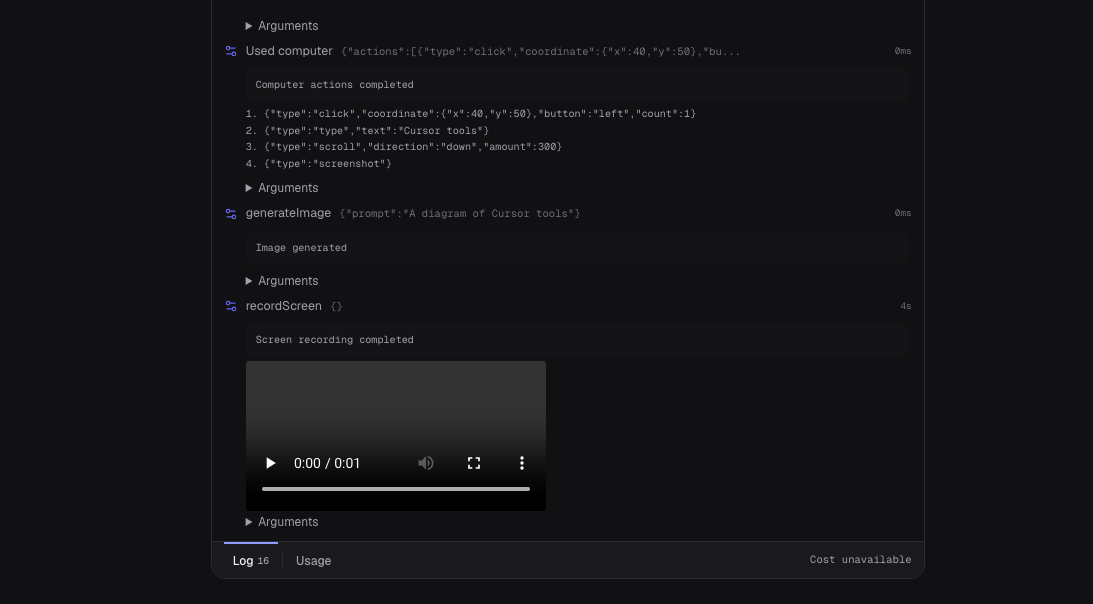 Arguments
Used computer {"actions":[{"type":"click","coordinate":{"x":40,"y":50},"bu... 0ms
Computer actions completed
1. {"type":"click","coordinate":{"x":40,"y":50},"button":"left","count":1}
2. {"type":"type","text":"Cursor tools"}
3. {"type":"scroll","direction":"down","amount":300}
4. {"type":"screenshot"}
Arguments
generateImage {"prompt":"A diagram of Cursor tools"} 0ms
Image generated
Arguments
recordScreen {} 4s
Screen recording completed
0:00 / 0:01
Arguments
Log 16 Usage Cost unavailable